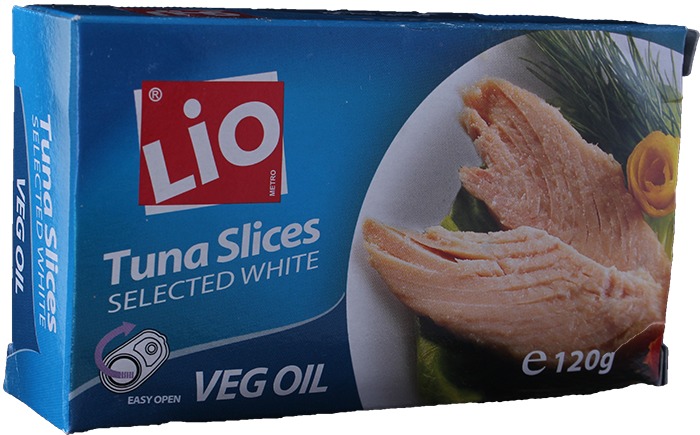 Tuna Slices
SELECTED WHITE
VEG OIL
®
LiO
METRO
Tuna Slices
SELECTED WHITE
EASY OPEN
VEG OIL
e 120g